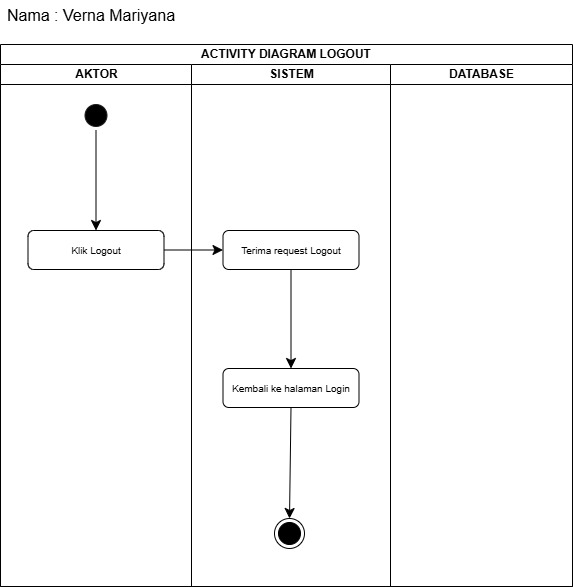 Nama : Verna Mariyana
ACTIVITY DIAGRAM LOGOUT
AKTOR SISTEM DATABASE
Klik Logout Terima request Logout
Kembali ke halaman Login